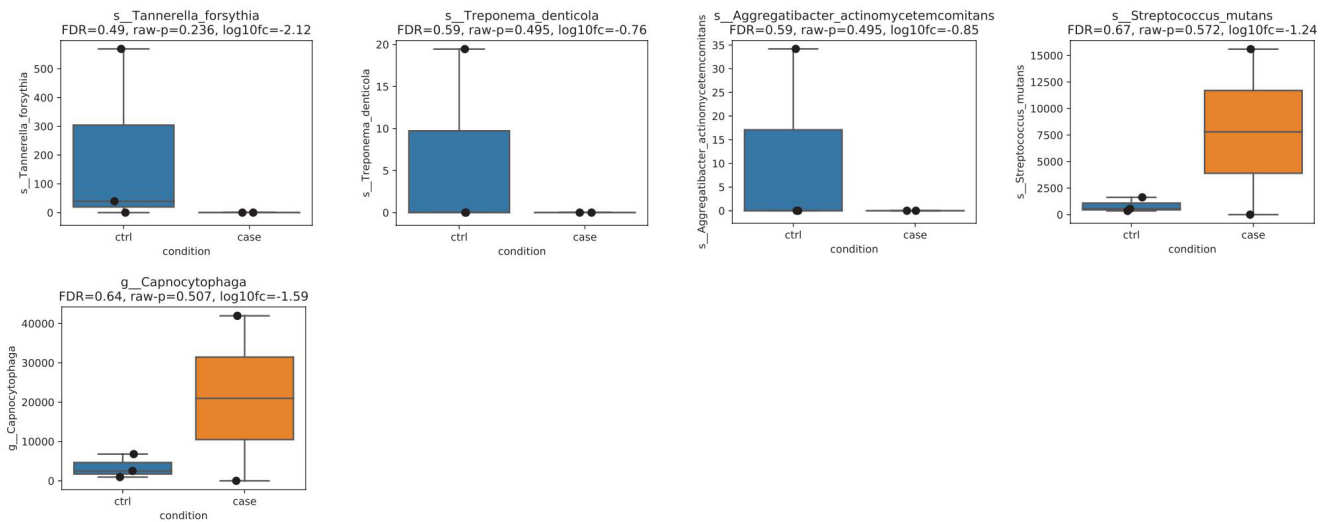 s__Tannerella_forsythia
FDR=0.49, raw-p=0.236, log10fc=-2.12
s__Tannerella_forsythia
500
400
300
200
100
0
ctrl
case
condition
s__Treponema_denticola
FDR=0.59, raw-p=0.495, log10fc=-0.76
s__Treponema_denticola
20
15
10
5
0
ctrl
case
condition
s__Aggregatibacter_actinomycetemcomitans
FDR=0.59, raw-p=0.495, log10fc=-0.85
s__Aggregatibacter_actinomycetemcomitans
35
30
25
20
15
10
5
0
ctrl
case
condition
s__Streptococcus_mutans
FDR=0.67, raw-p=0.572, log10fc=-1.24
s__Streptococcus_mutans
15000
12500
10000
7500
5000
2500
0
ctrl
case
condition
g__Capnocytophaga
FDR=0.64, raw-p=0.507, log10fc=-1.59
g__Capnocytophaga
40000
30000
20000
10000
0
ctrl
case
condition